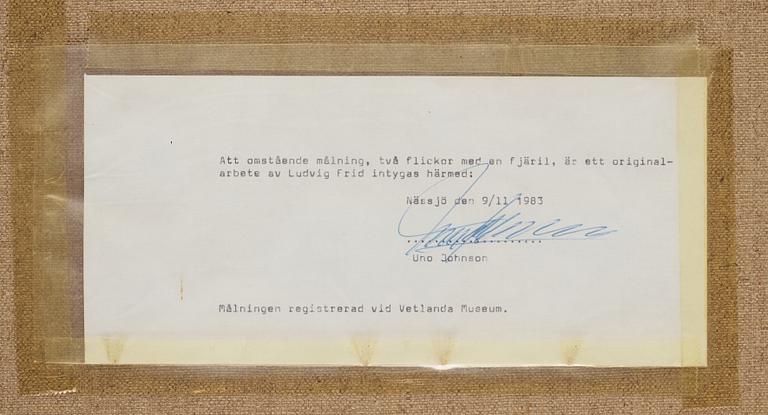 Att omstående målning, två flickor med en fjäril, är ett original-
arbete av Ludvig Frid intygas härmed:
Nässjö den 9/11 1983
Uno Johnson
Målningen registrerad vid Vetlanda Museum.